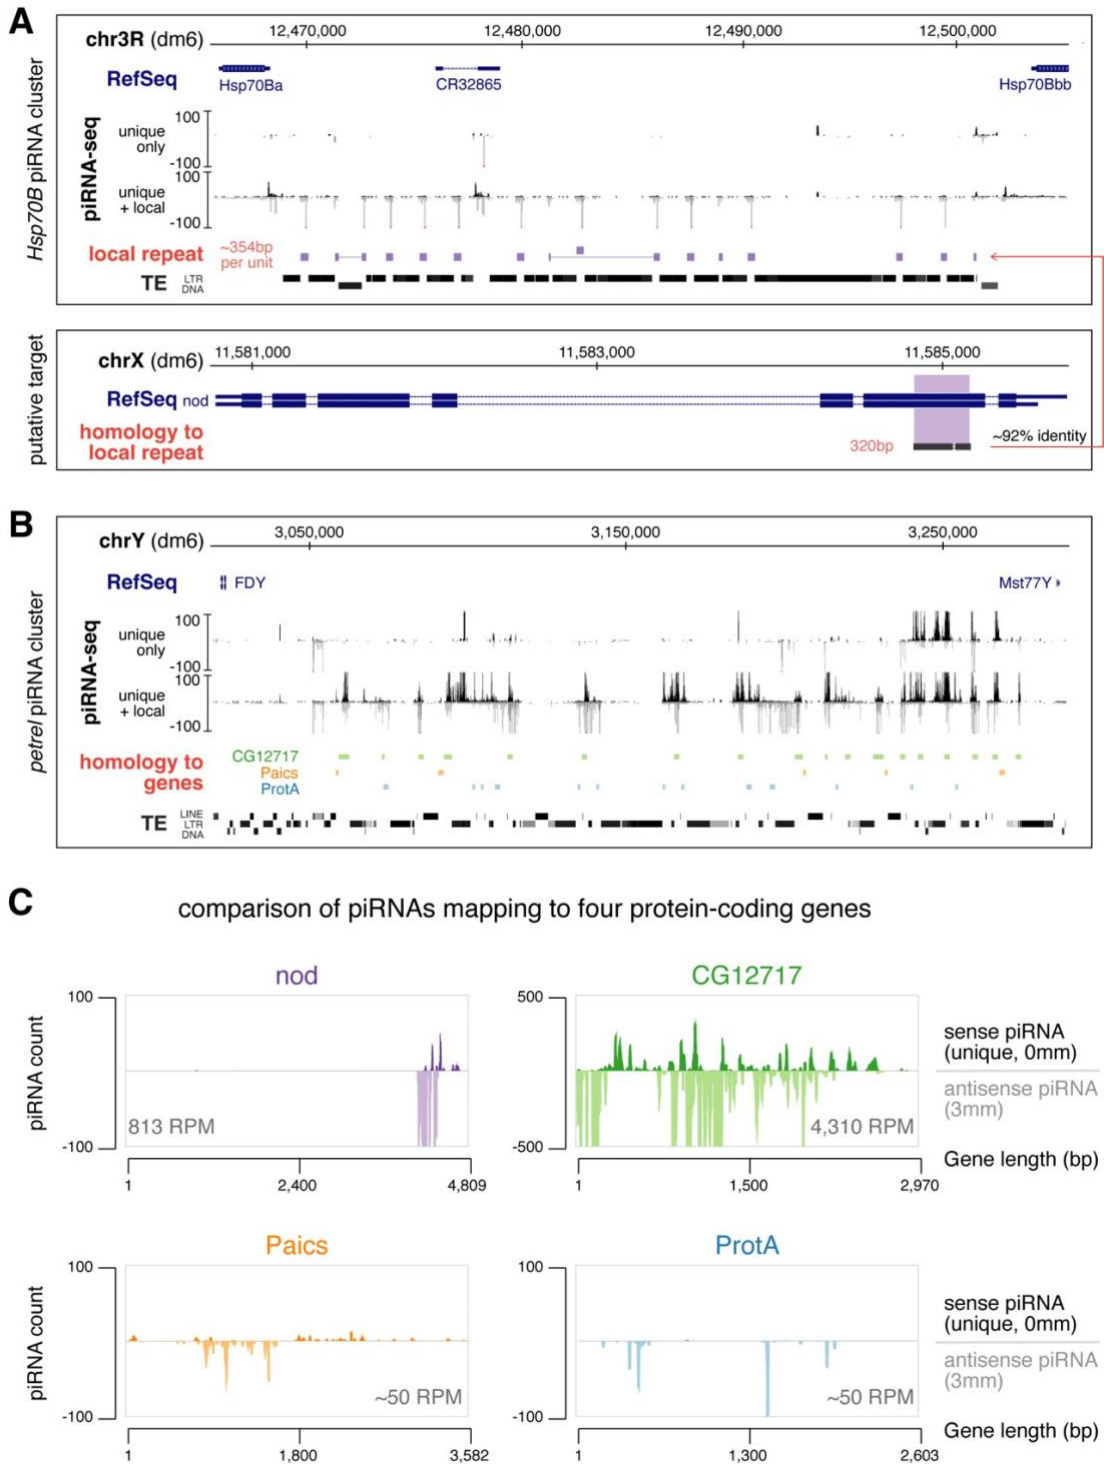 A
Hsp70B piRNA cluster
chr3R (dm6)
12,470,000 12,480,000 12,490,000 12,500,000
RefSeq
Hsp70Ba CR32865 Hsp70Bbb
piRNA-seq
unique only
100
-100
unique + local
100
-100
local repeat
~354bp per unit
TE
LTR
DNA
putative target
chrX (dm6)
11,581,000 11,583,000 11,585,000
RefSeq nod
homology to
local repeat
320bp
~92% identity
B
petrel piRNA cluster
chrY (dm6)
3,050,000 3,150,000 3,250,000
RefSeq
FDY Mst77Y
piRNA-seq
unique only
100
-100
unique + local
100
-100
homology to
genes
CG12717
Paics
ProtA
TE
LINE
LTR
DNA
C
comparison of piRNAs mapping to four protein-coding genes
nod
piRNA count
100
-100
813 RPM
1 2,400 4,809
CG12717
500
-500
4,310 RPM
1 1,500 2,970
sense piRNA
(unique, 0mm)
antisense piRNA
(3mm)
Gene length (bp)
Paics
piRNA count
100
-100
~50 RPM
1 1,800 3,582
ProtA
100
-100
~50 RPM
1 1,300 2,603
sense piRNA
(unique, 0mm)
antisense piRNA
(3mm)
Gene length (bp)